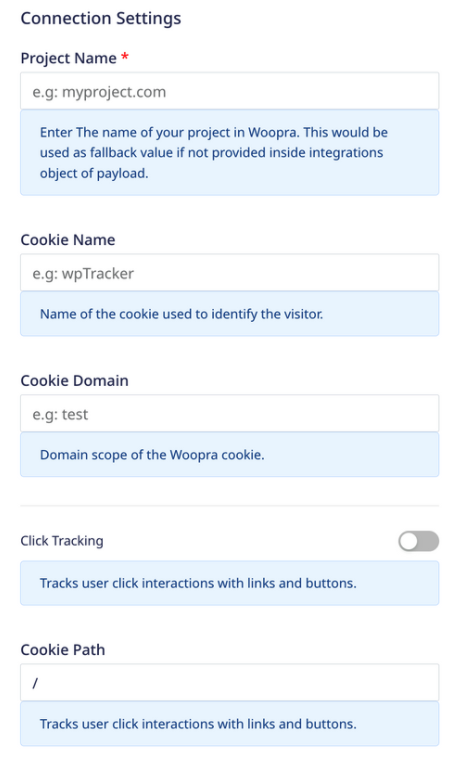 Connection Settings
Project Name *
e.g: myproject.com
Enter The name of your project in Woopra. This would be
used as fallback value if not provided inside integrations
object of payload.
Cookie Name
e.g: wpTracker
Name of the cookie used to identify the visitor.
Cookie Domain
e.g: test
Domain scope of the Woopra cookie.
Click Tracking
Tracks user click interactions with links and buttons.
Cookie Path
/
Tracks user click interactions with links and buttons.